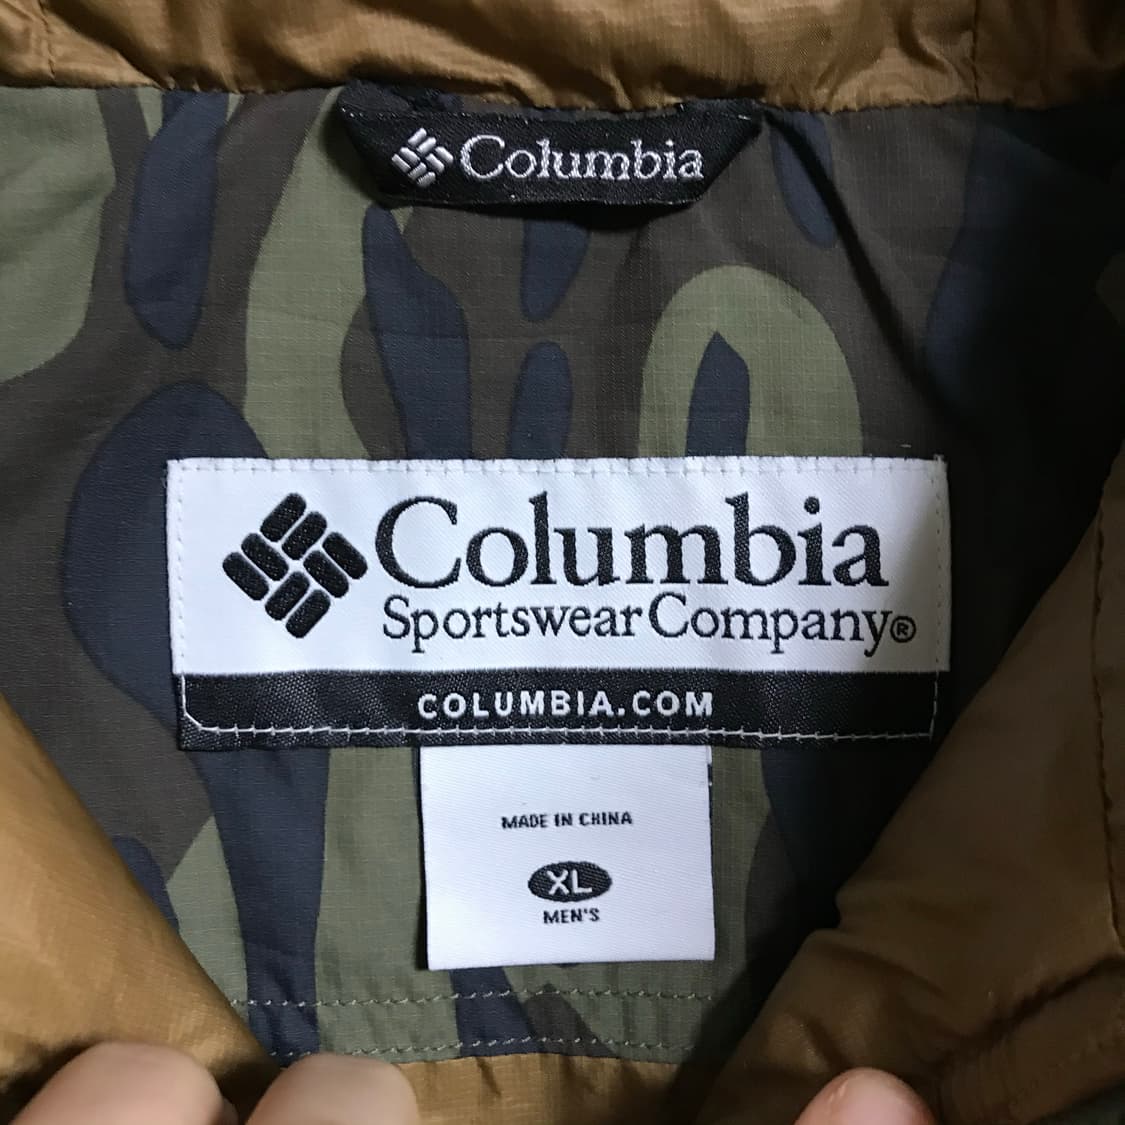 Columbia
Columbia
Sportswear Company®
COLUMBIA.COM
MADE IN CHINA
XL
MEN'S